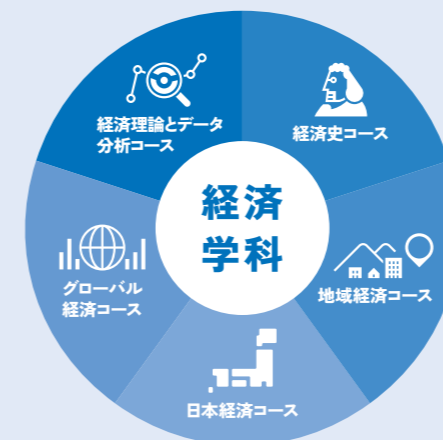 経済理論とデータ
分析コース
経済史コース
経済
学科
グローバル
経済コース
地域経済コース
日本経済コース